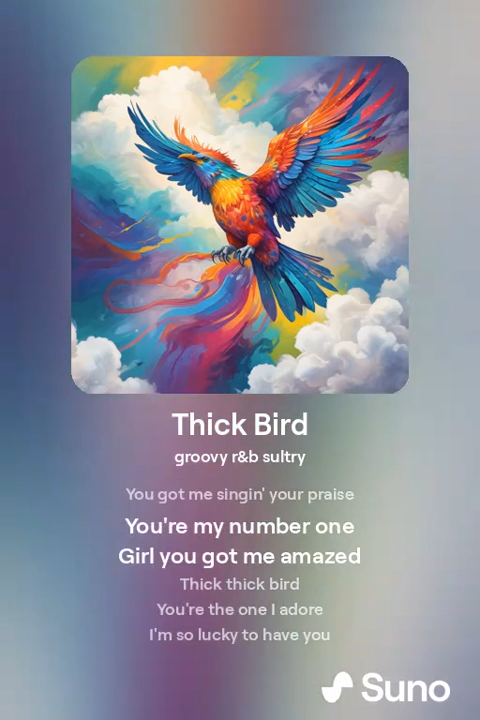 Thick Bird
groovy r&b sultry
You got me singin' your praise
You're my number one
Girl you got me amazed
Thick thick bird
You're the one I adore
I'm so lucky to have you
Suno